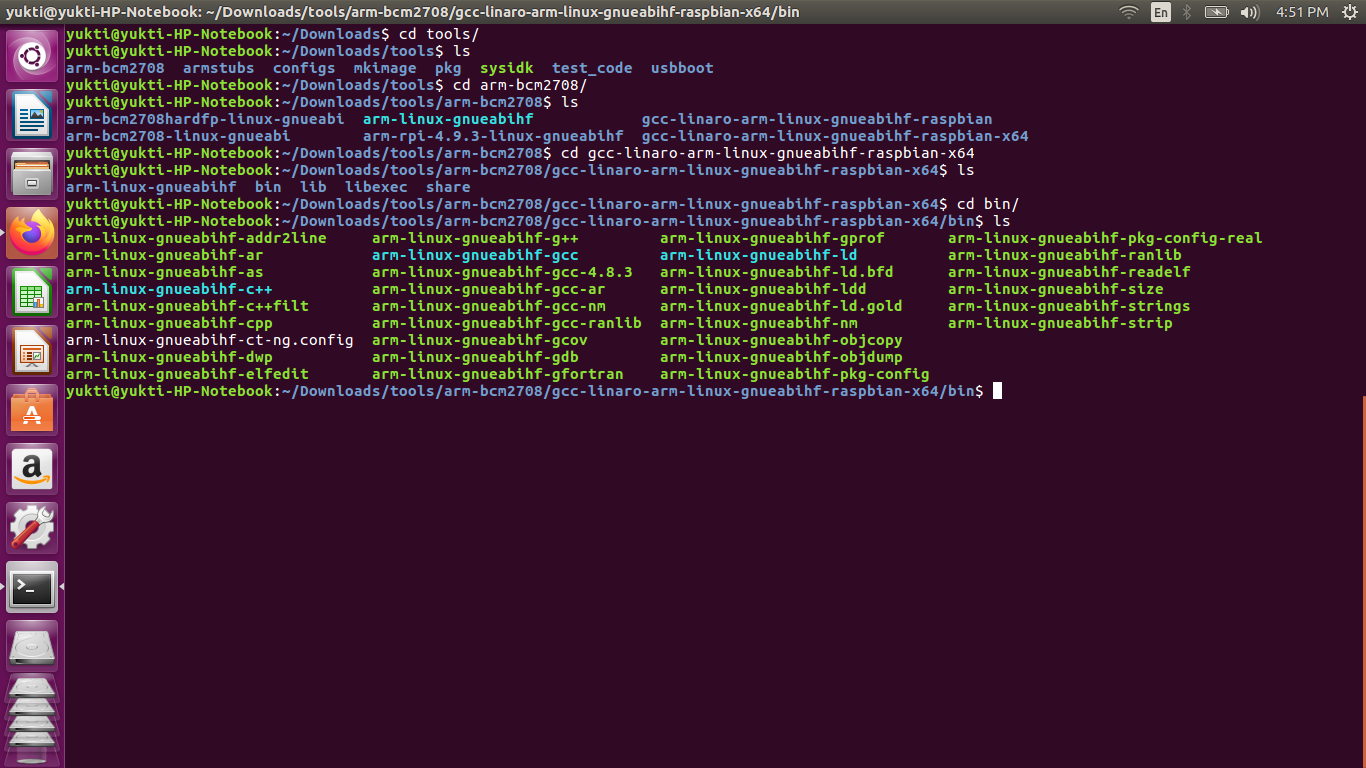 yukti@yukti-HP-Notebook: ~/Downloads/tools/arm-bcm2708/gcc-linaro-arm-linux-gnueabihf-raspbian-x64/bin En 4:51 PM
yukti@yukti-HP-Notebook:~/Downloads$ cd tools/
yukti@yukti-HP-Notebook:~/Downloads/tools$ ls
arm-bcm2708  armstubs  configs  mkimage  pkg  sysidk  test_code  usbboot
yukti@yukti-HP-Notebook:~/Downloads/tools$ cd arm-bcm2708/
yukti@yukti-HP-Notebook:~/Downloads/tools/arm-bcm2708$ ls
arm-bcm2708hardfp-linux-gnueabi  arm-linux-gnueabihf            gcc-linaro-arm-linux-gnueabihf-raspbian
arm-bcm2708-linux-gnueabi        arm-rpi-4.9.3-linux-gnueabihf  gcc-linaro-arm-linux-gnueabihf-raspbian-x64
yukti@yukti-HP-Notebook:~/Downloads/tools/arm-bcm2708$ cd gcc-linaro-arm-linux-gnueabihf-raspbian-x64
yukti@yukti-HP-Notebook:~/Downloads/tools/arm-bcm2708/gcc-linaro-arm-linux-gnueabihf-raspbian-x64$ ls
arm-linux-gnueabihf  bin  lib  libexec  share
yukti@yukti-HP-Notebook:~/Downloads/tools/arm-bcm2708/gcc-linaro-arm-linux-gnueabihf-raspbian-x64$ cd bin/
yukti@yukti-HP-Notebook:~/Downloads/tools/arm-bcm2708/gcc-linaro-arm-linux-gnueabihf-raspbian-x64/bin$ ls
arm-linux-gnueabihf-addr2line     arm-linux-gnueabihf-g++         arm-linux-gnueabihf-gprof       arm-linux-gnueabihf-pkg-config-real
arm-linux-gnueabihf-ar            arm-linux-gnueabihf-gcc         arm-linux-gnueabihf-ld          arm-linux-gnueabihf-ranlib
arm-linux-gnueabihf-as            arm-linux-gnueabihf-gcc-4.8.3   arm-linux-gnueabihf-ld.bfd      arm-linux-gnueabihf-readelf
arm-linux-gnueabihf-c++           arm-linux-gnueabihf-gcc-ar      arm-linux-gnueabihf-ldd         arm-linux-gnueabihf-size
arm-linux-gnueabihf-c++filt       arm-linux-gnueabihf-gcc-nm      arm-linux-gnueabihf-ld.gold     arm-linux-gnueabihf-strings
arm-linux-gnueabihf-cpp           arm-linux-gnueabihf-gcc-ranlib  arm-linux-gnueabihf-nm          arm-linux-gnueabihf-strip
arm-linux-gnueabihf-ct-ng.config  arm-linux-gnueabihf-gcov        arm-linux-gnueabihf-objcopy
arm-linux-gnueabihf-dwp           arm-linux-gnueabihf-gdb         arm-linux-gnueabihf-objdump
arm-linux-gnueabihf-elfedit       arm-linux-gnueabihf-gfortran    arm-linux-gnueabihf-pkg-config
yukti@yukti-HP-Notebook:~/Downloads/tools/arm-bcm2708/gcc-linaro-arm-linux-gnueabihf-raspbian-x64/bin$